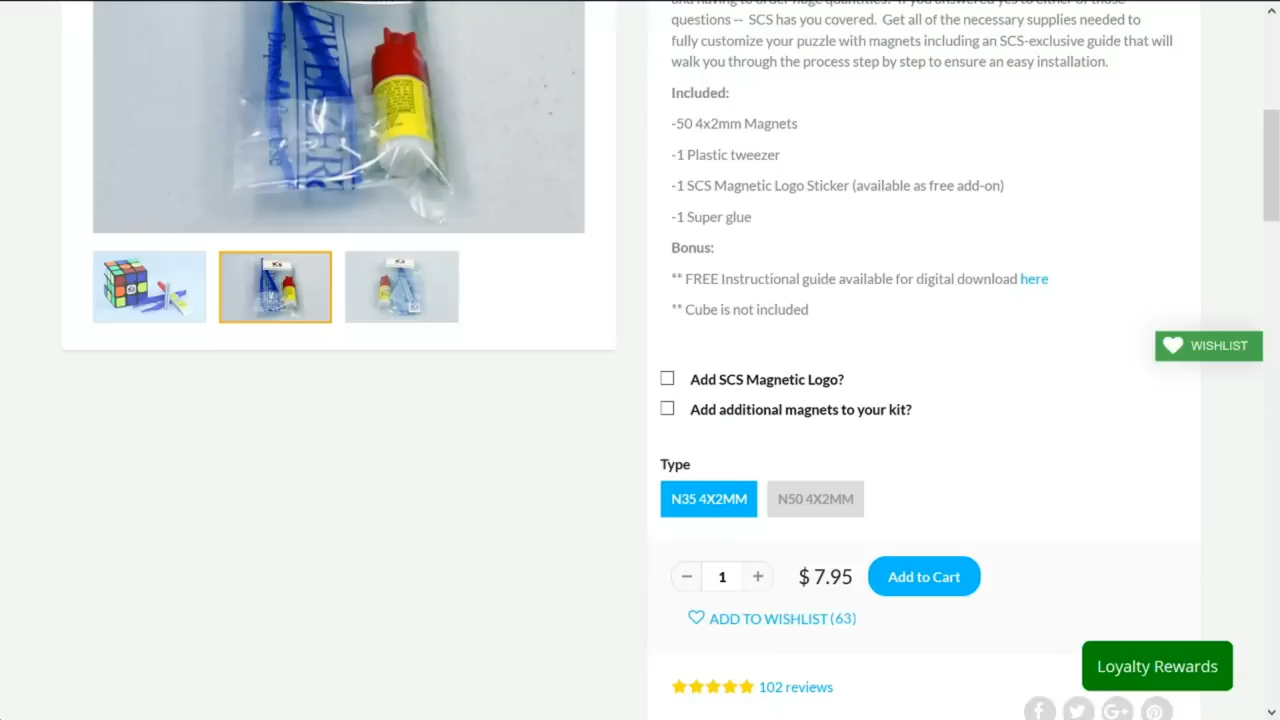 questions -- SCS has you covered. Get all of the necessary supplies needed to
fully customize your puzzle with magnets including an SCS-exclusive guide that will
walk you through the process step by step to ensure an easy installation.
Included:
-50 4x2mm Magnets
-1 Plastic tweezer
-1 SCS Magnetic Logo Sticker (available as free add-on)
-1 Super glue
Bonus:
** FREE Instructional guide available for digital download here
** Cube is not included
WISHLIST
Add SCS Magnetic Logo?
Add additional magnets to your kit?
Type
N35 4X2MM N50 4X2MM
1 $ 7.95 Add to Cart
ADD TO WISHLIST (63)
Loyalty Rewards
102 reviews